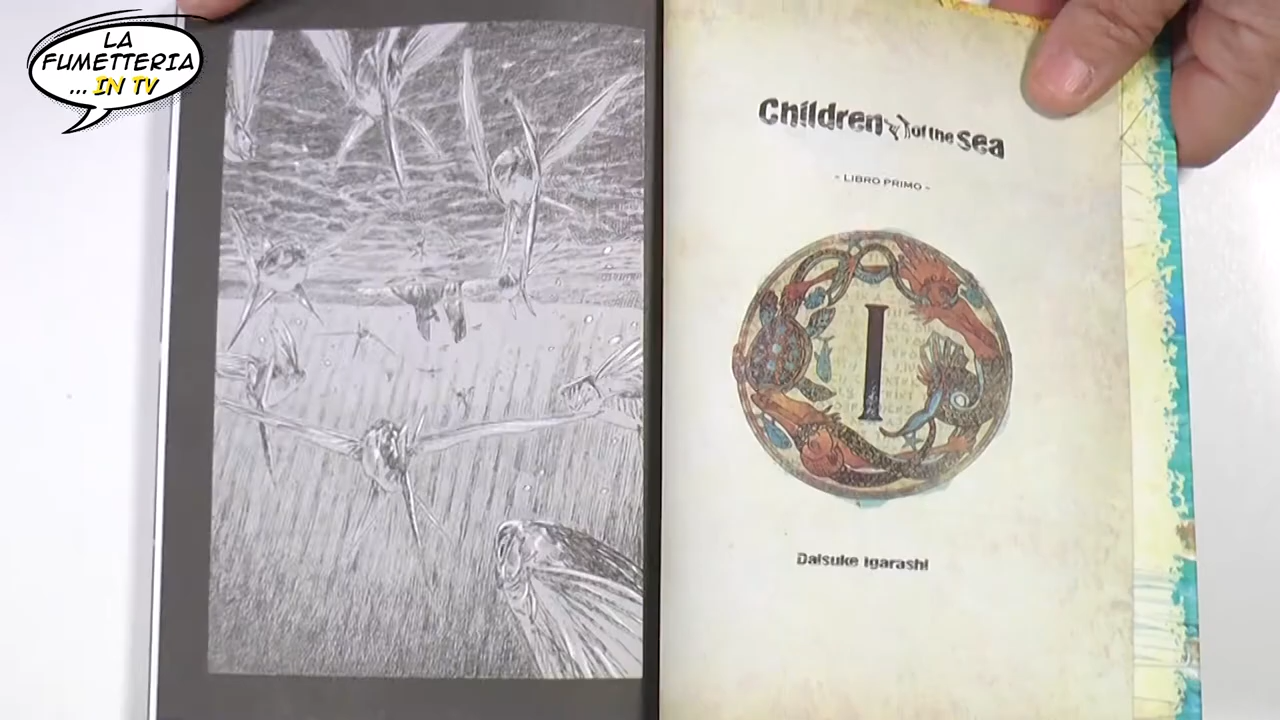 LA
FUMETTERIA
... IN TV
Children of the Sea
- LIBRO PRIMO -
I
Daisuke Igarashi